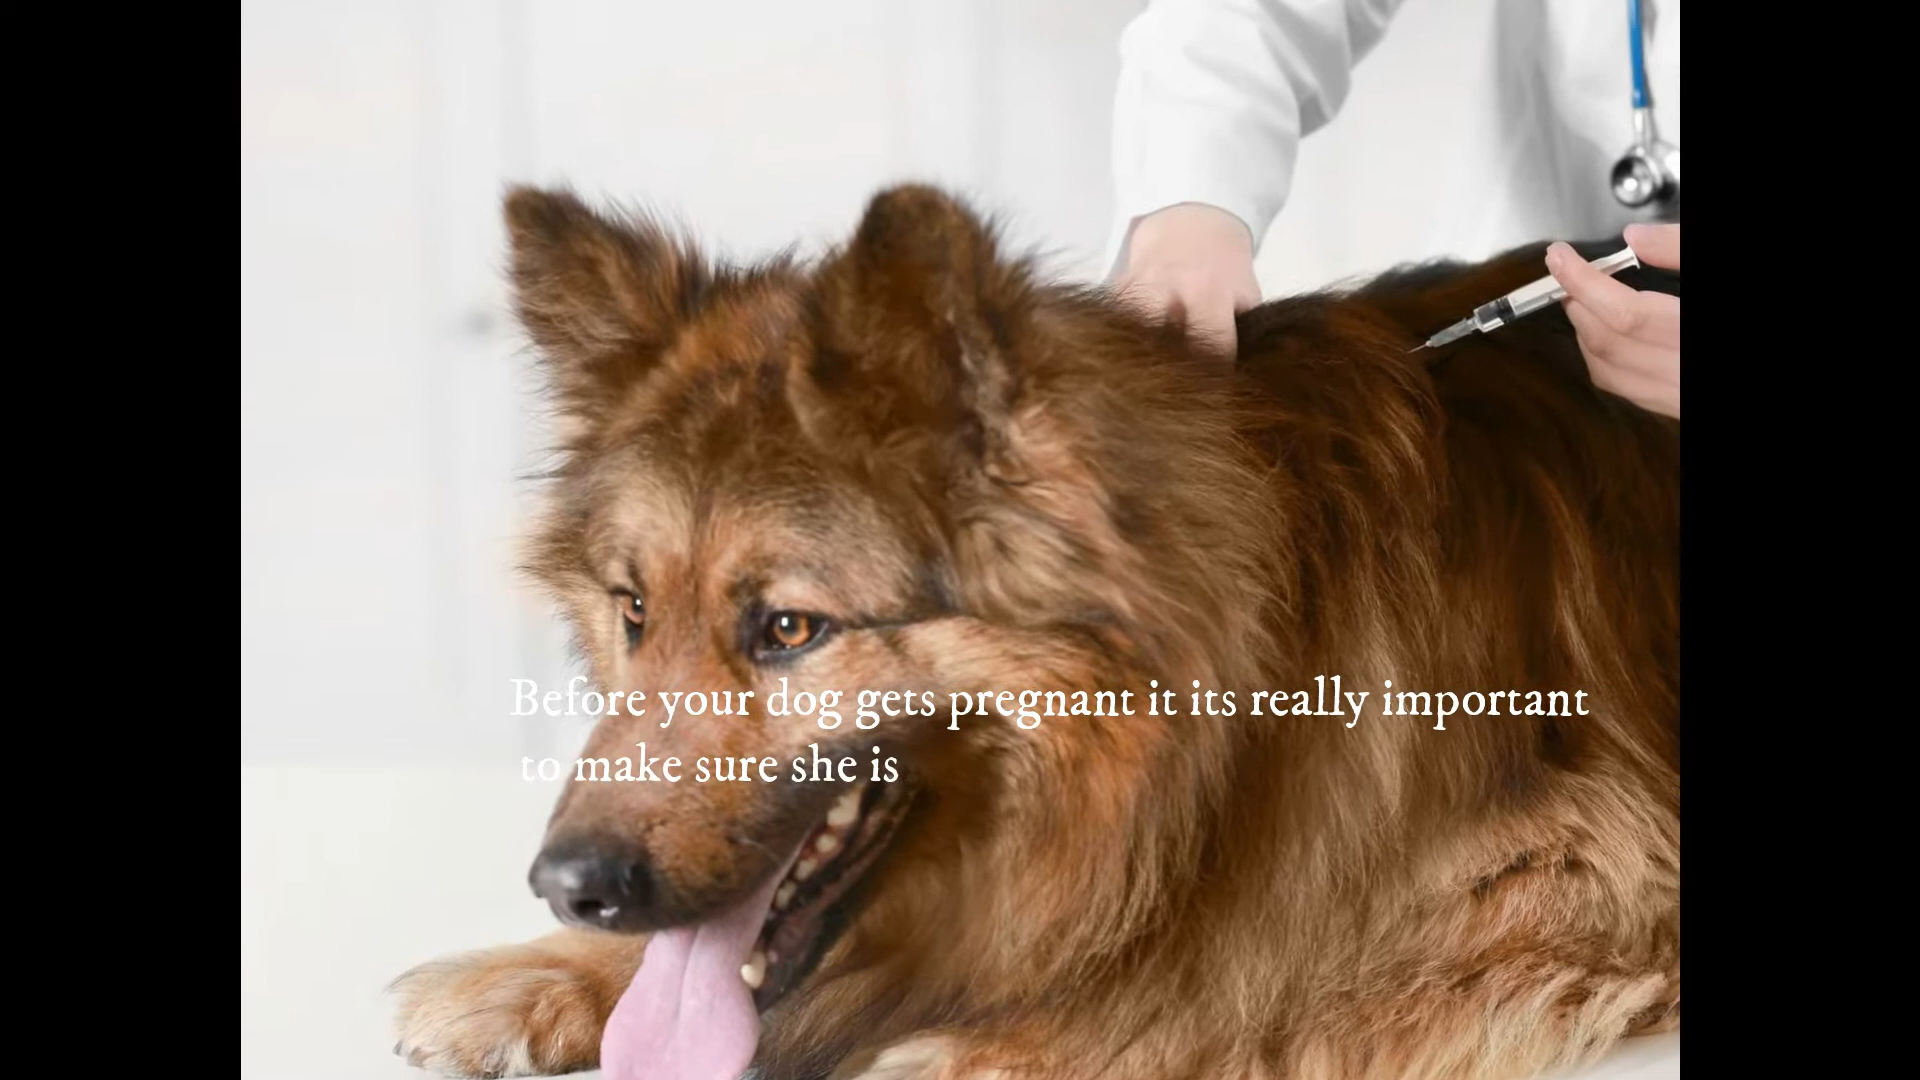 Before your dog gets pregnant it its really important
to make sure she is